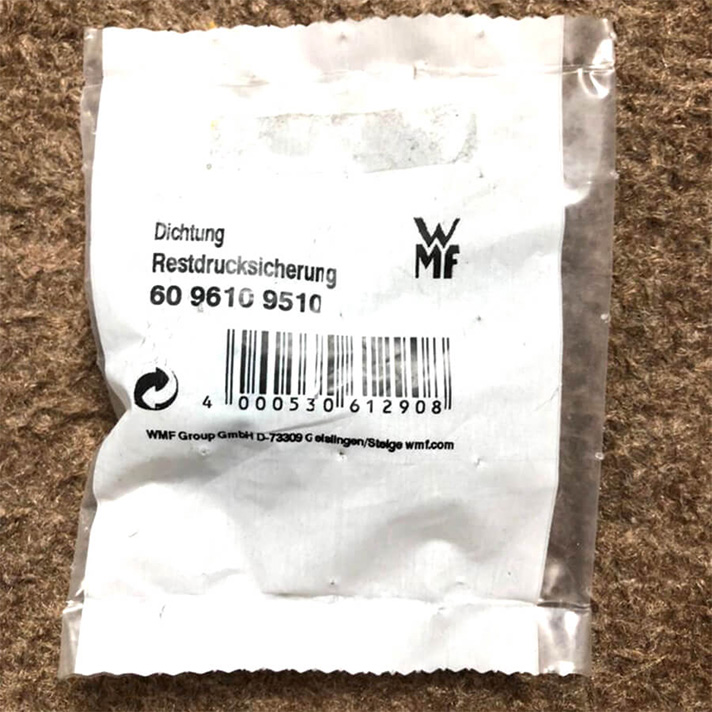 Dichtung
WMF
Restdrucksicherung
60 9610 9510
4 000530 612908
WMF Group GmbH D-73309 Geislingen/Steige wmf.com